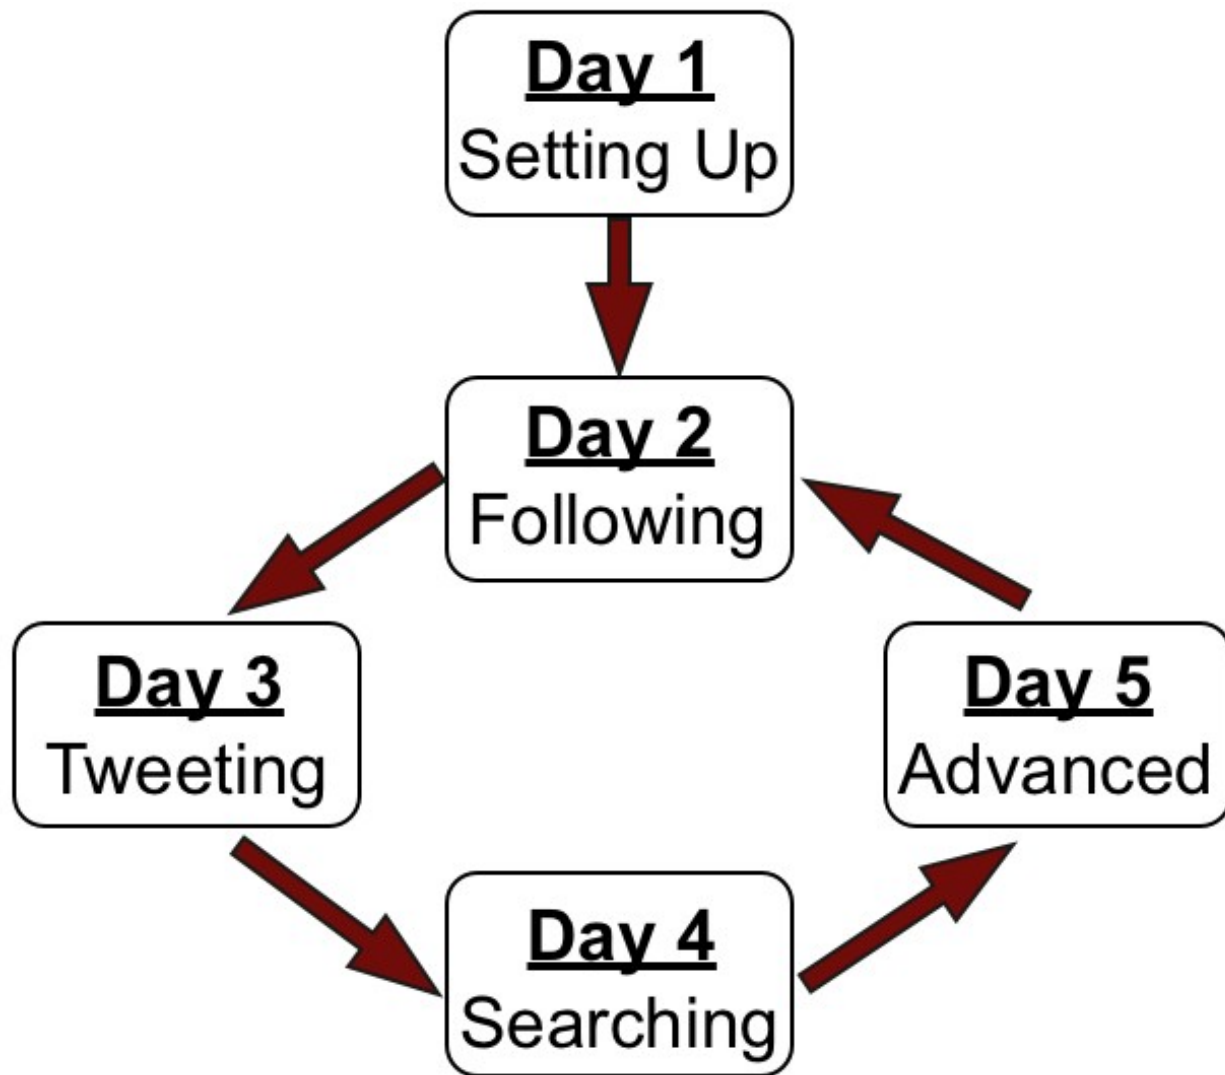 Day 1
Setting Up
Day 2
Following
Day 3
Tweeting
Day 4
Searching
Day 5
Advanced